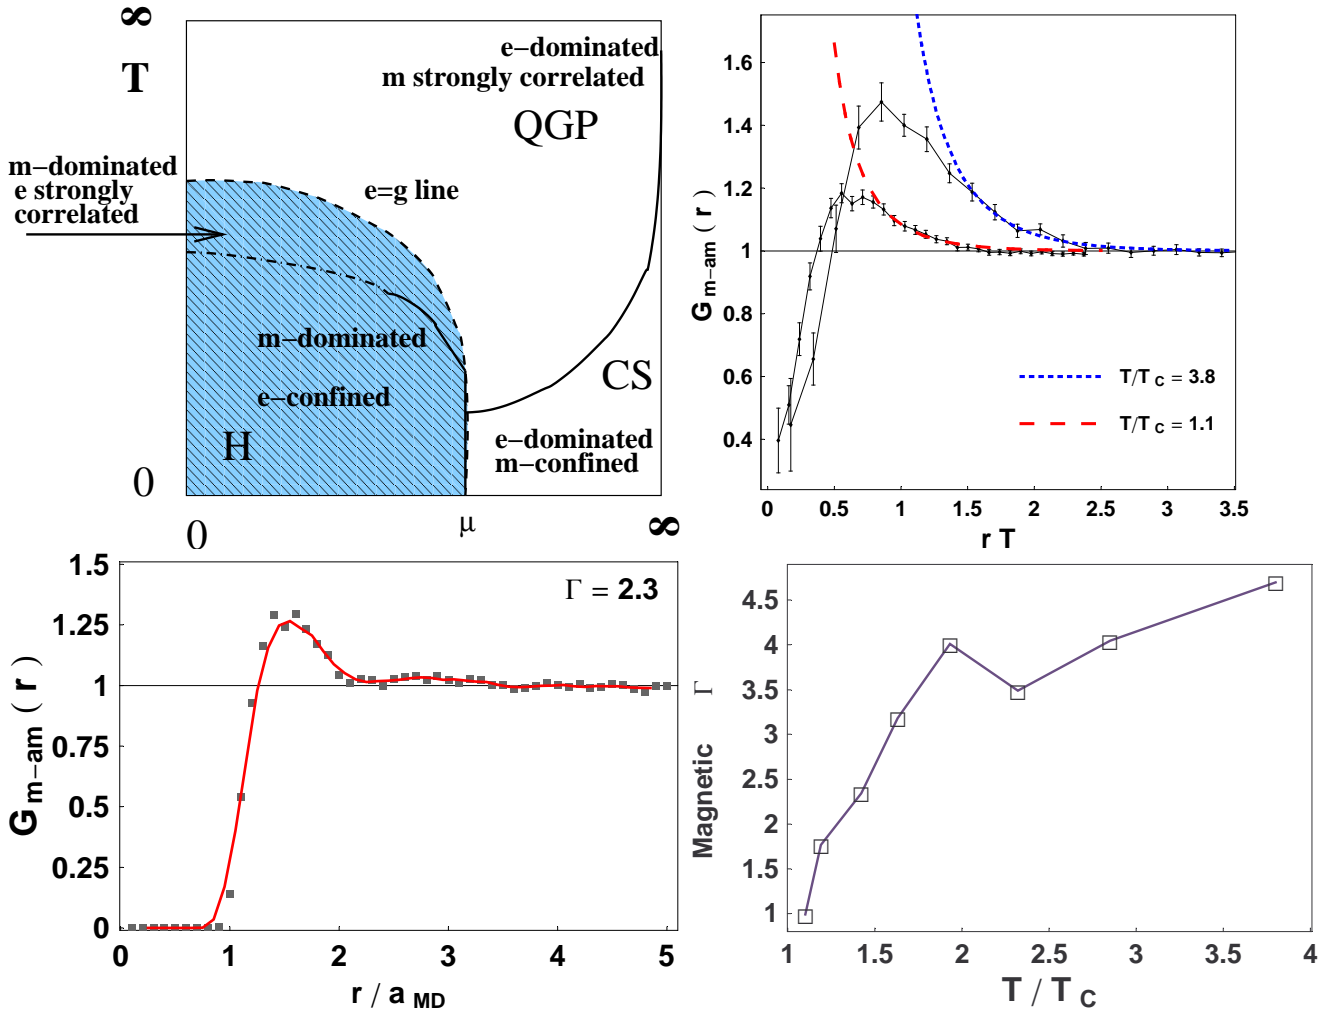 ∞
T
e−dominated
m strongly correlated
QGP
m−dominated
e strongly
correlated
e=g line
m−dominated
e−confined
H
CS
e−dominated
m−confined
0
0
μ
∞
1.6
1.4
1.2
1
0.8
0.6
0.4
G m−am ( r )
T/T C = 3.8
T/T C = 1.1
0
0.5
1
1.5
2
2.5
3
3.5
r T
1.5
1.25
1
0.75
0.5
0.25
0
G m−am ( r )
Γ = 2.3
0
1
2
3
4
5
r / a MD
4.5
4
3.5
3
2.5
2
1.5
1
Magnetic Γ
1
1.5
2
2.5
3
3.5
4
T / T C